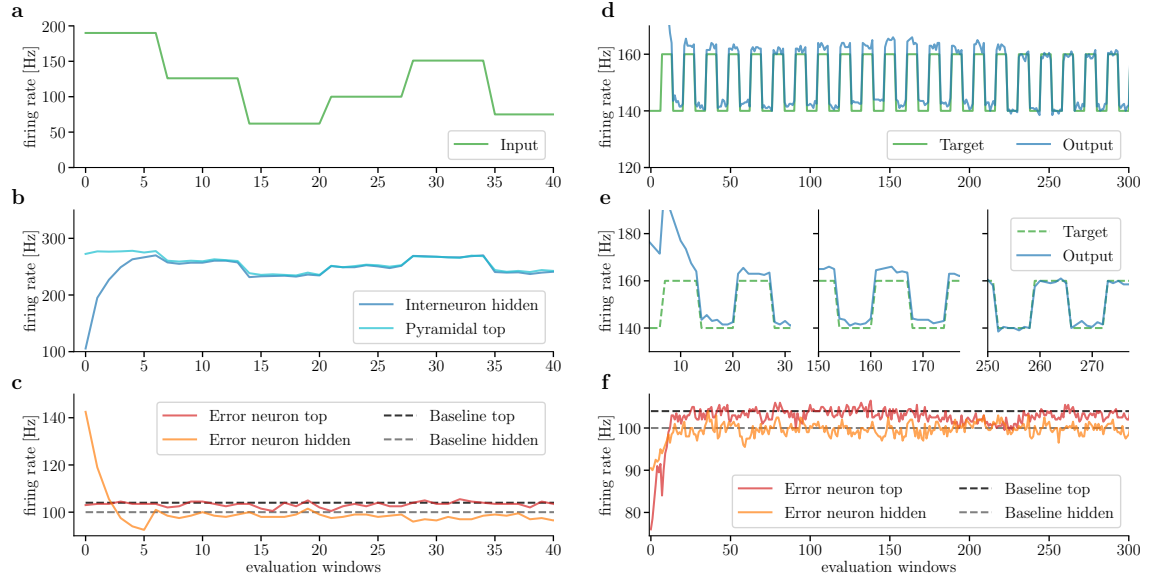 a
firing rate [Hz]
200
150
100
50
0
Input
0 5 10 15 20 25 30 35 40
b
firing rate [Hz]
300
200
100
Interneuron hidden
Pyramidal top
0 5 10 15 20 25 30 35 40
c
firing rate [Hz]
140
120
100
Error neuron top
Error neuron hidden
Baseline top
Baseline hidden
0 5 10 15 20 25 30 35 40
evaluation windows
d
firing rate [Hz]
160
140
120
Target
Output
0 50 100 150 200 250 300
e
firing rate [Hz]
180
160
140
Target
Output
10 20 30 150 160 170 250 260 270
f
firing rate [Hz]
100
90
80
Error neuron top
Error neuron hidden
Baseline top
Baseline hidden
0 50 100 150 200 250 300
evaluation windows